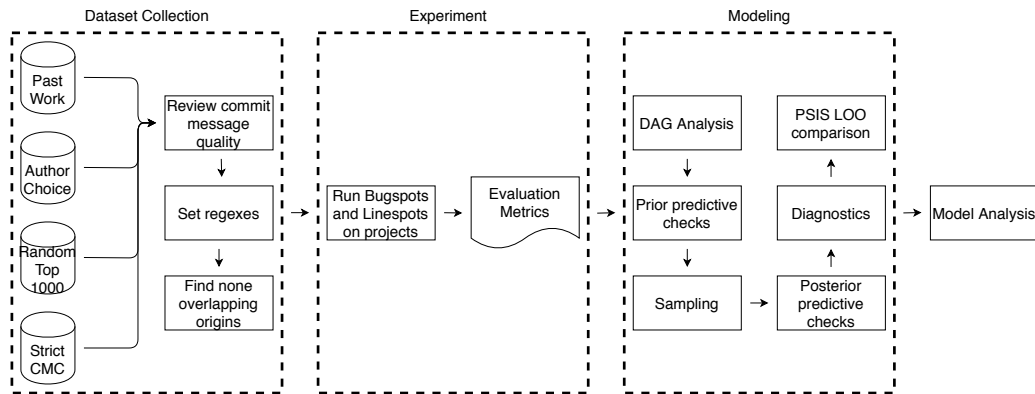 Dataset Collection
Experiment
Modeling
Past
Work
Author
Choice
Random
Top
1000
Strict
CMC
Review commit
message
quality
Set regexes
Find none
overlapping
origins
Run Bugspots
and Linespots
on projects
Evaluation
Metrics
DAG Analysis
Prior predictive
checks
Sampling
Posterior
predictive
checks
Diagnostics
PSIS LOO
comparison
Model Analysis